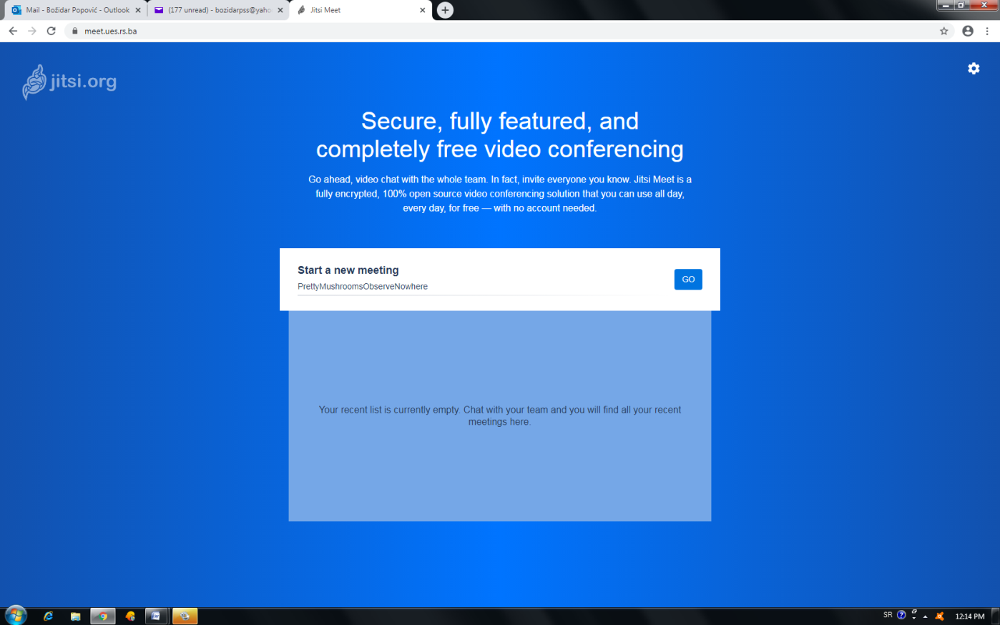 Mail - Božidar Popović - Outlook
(177 unread) - bozidarpss@yaho
Jitsi Meet
meet.ues.rs.ba
jitsi.org
Secure, fully featured, and
completely free video conferencing
Go ahead, video chat with the whole team. In fact, invite everyone you know. Jitsi Meet is a
fully encrypted, 100% open source video conferencing solution that you can use all day,
every day, for free — with no account needed.
Start a new meeting
PrettyMushroomsObserveNowhere
GO
Your recent list is currently empty. Chat with your team and you will find all your recent
meetings here.
SR
12:14 PM